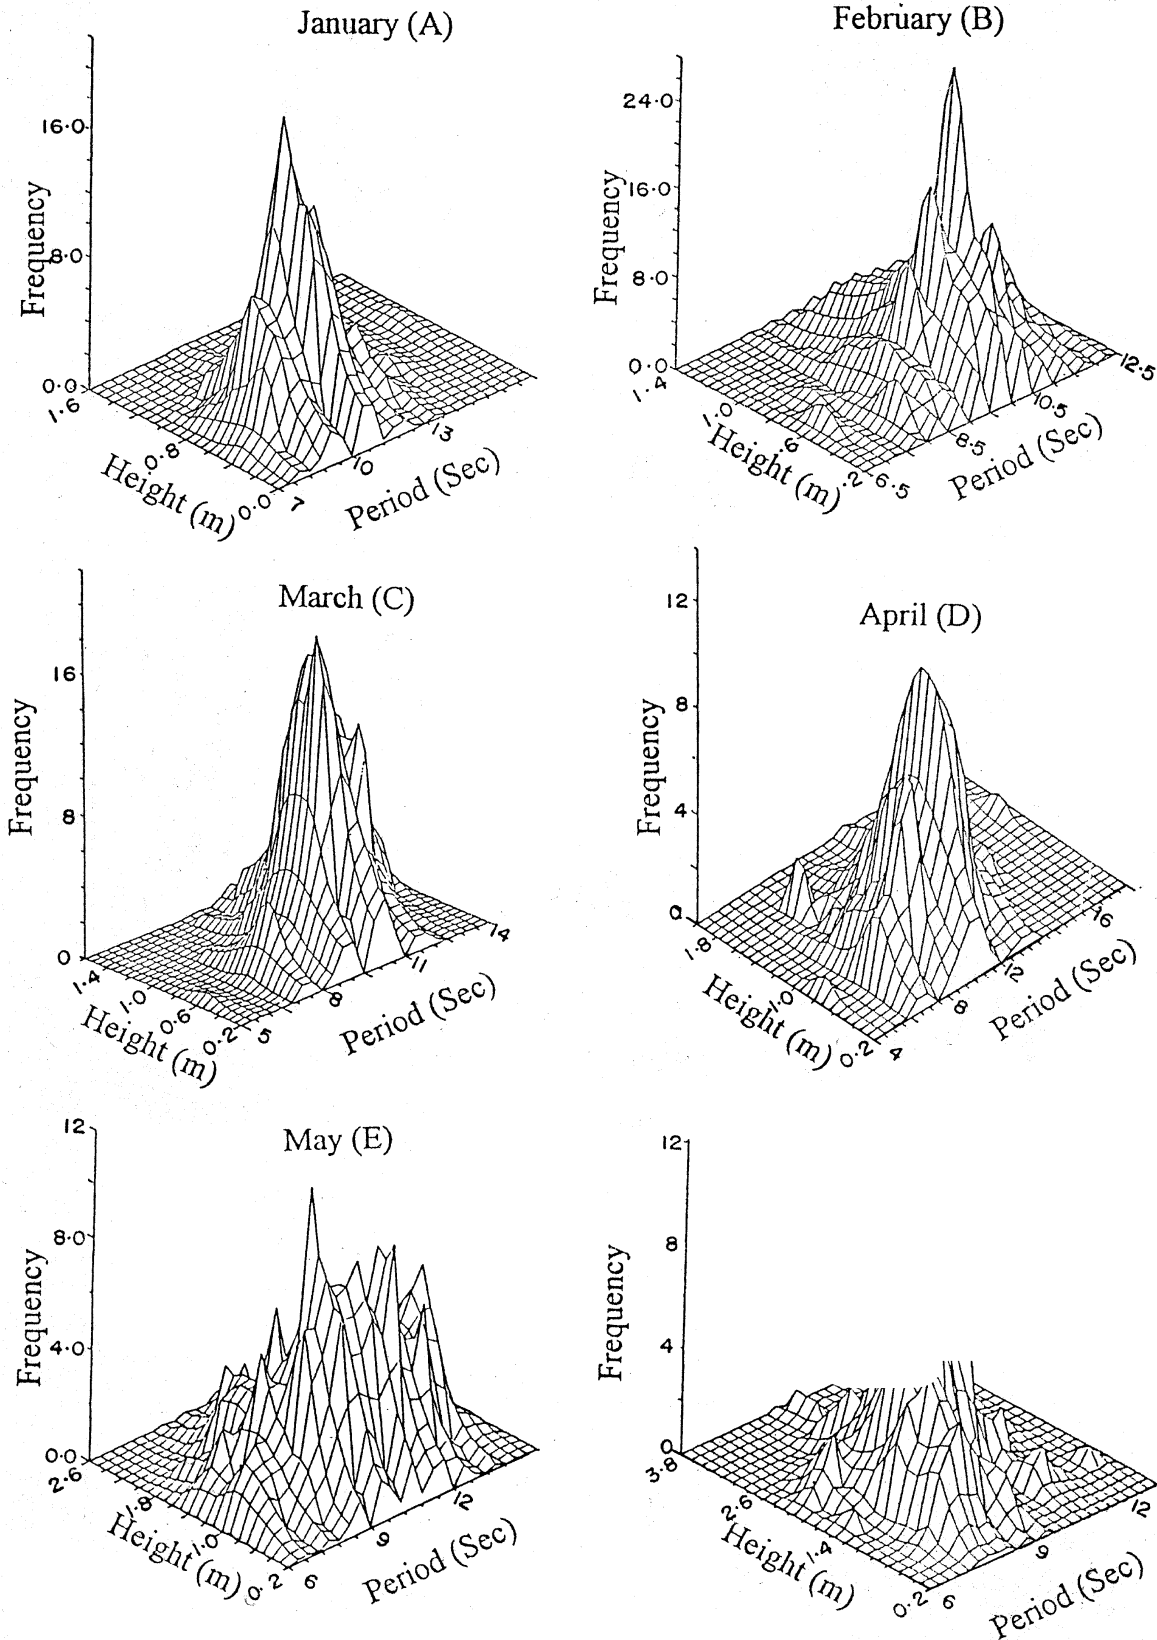 January (A)
16.0
8.0
0.0
Frequency
1.6
0.8
0.0
Height (m)
7
10
13
Period (Sec)
February (B)
24.0
16.0
8.0
0.0
Frequency
1.4
1.0
.6
.2
Height (m)
6.5
8.5
10.5
12.5
Period (Sec)
March (C)
16
8
0
Frequency
1.4
1.0
0.6
0.2
Height (m)
5
8
11
14
Period (Sec)
April (D)
12
8
4
0
Frequency
1.8
1.0
0.2
Height (m)
4
8
12
16
Period (Sec)
May (E)
12
8.0
4.0
0.0
Frequency
2.6
1.8
1.0
0.2
Height (m)
6
9
12
Period (Sec)
12
8
4
0
Frequency
3.8
2.6
1.4
0.2
Height (m)
6
9
12
Period (Sec)